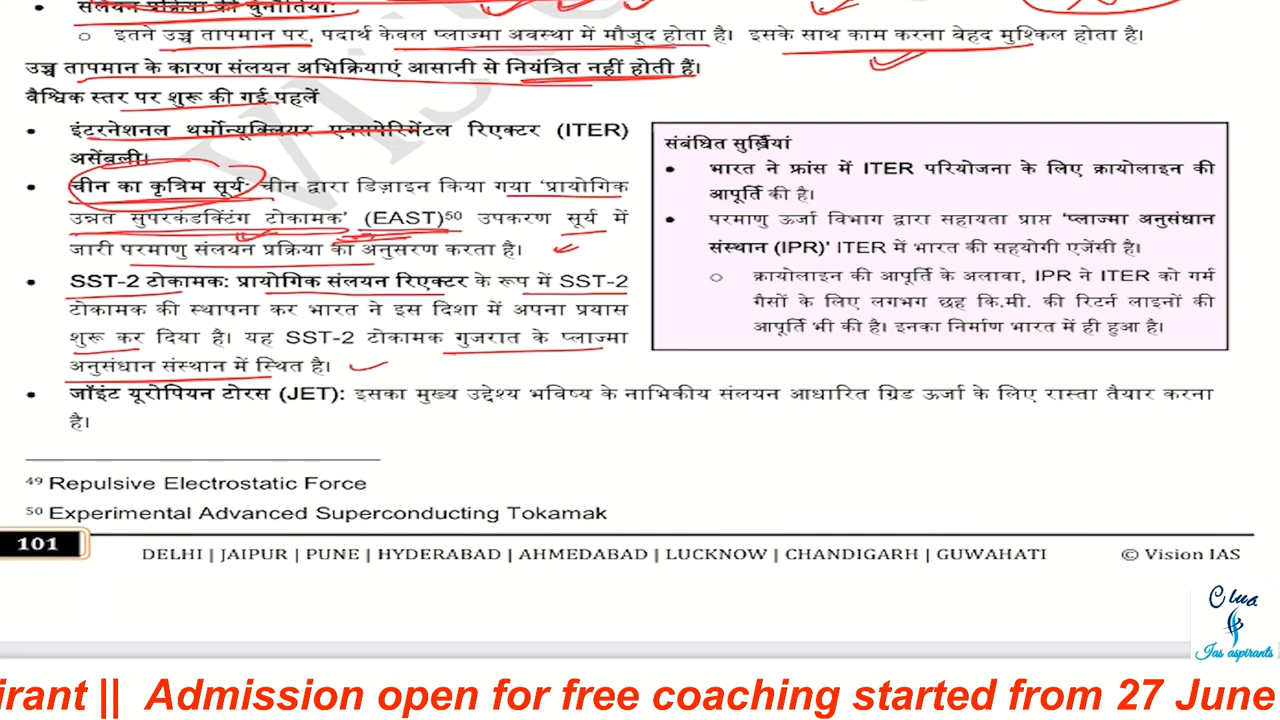 संलयन प्रक्रिया की चुनौतियां:
इतने उच्च तापमान पर, पदार्थ केवल प्लाज्मा अवस्था में मौजूद होता है। इसके साथ काम करना बेहद मुश्किल होता है।
उच्च तापमान के कारण संलयन अभिक्रियाएं आसानी से नियंत्रित नहीं होती हैं।
वैश्विक स्तर पर शुरू की गई पहलें
इंटरनेशनल थर्मोन्यूक्लियर एक्सपेरिमेंटल रिएक्टर (ITER)
असेंबली।
चीन का कृत्रिम सूर्य: चीन द्वारा डिज़ाइन किया गया 'प्रायोगिक
उन्नत सुपरकंडक्टिंग टोकामक' (EAST)50 उपकरण सूर्य में
जारी परमाणु संलयन प्रक्रिया का अनुसरण करता है।
SST-2 टोकामक: प्रायोगिक संलयन रिएक्टर के रूप में SST-2
टोकामक की स्थापना कर भारत ने इस दिशा में अपना प्रयास
शुरू कर दिया है। यह SST-2 टोकामक गुजरात के प्लाज्मा
अनुसंधान संस्थान में स्थित है।
जॉइंट यूरोपियन टोरस (JET): इसका मुख्य उद्देश्य भविष्य के नाभिकीय संलयन आधारित ग्रिड ऊर्जा के लिए रास्ता तैयार करना
है।
संबंधित सुर्ख़ियां
भारत ने फ्रांस में ITER परियोजना के लिए क्रायोलाइन की
आपूर्ति की है।
परमाणु ऊर्जा विभाग द्वारा सहायता प्राप्त 'प्लाज्मा अनुसंधान
संस्थान (IPR)' ITER में भारत की सहयोगी एजेंसी है।
क्रायोलाइन की आपूर्ति के अलावा, IPR ने ITER को गर्म
गैसों के लिए लगभग छह कि.मी. की रिटर्न लाइनों की
आपूर्ति भी की है। इनका निर्माण भारत में ही हुआ है।
49 Repulsive Electrostatic Force
50 Experimental Advanced Superconducting Tokamak
101
DELHI | JAIPUR | PUNE | HYDERABAD | AHMEDABAD | LUCKNOW | CHANDIGARH | GUWAHATI
© Vision IAS
Ias aspirants
irant || Admission open for free coaching started from 27 June